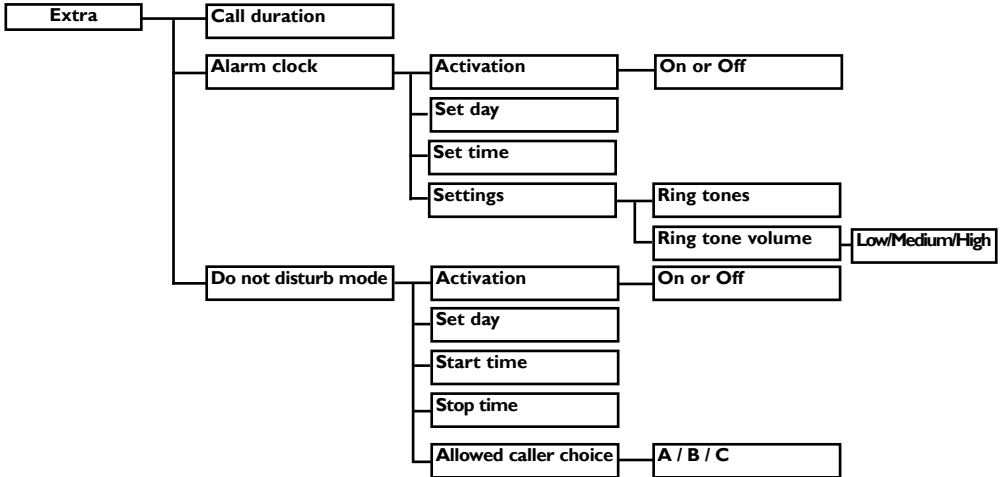 Extra
Call duration
Alarm clock
Activation
On or Off
Set day
Set time
Settings
Ring tones
Ring tone volume
Low/Medium/High
Do not disturb mode
Activation
On or Off
Set day
Start time
Stop time
Allowed caller choice
A / B / C